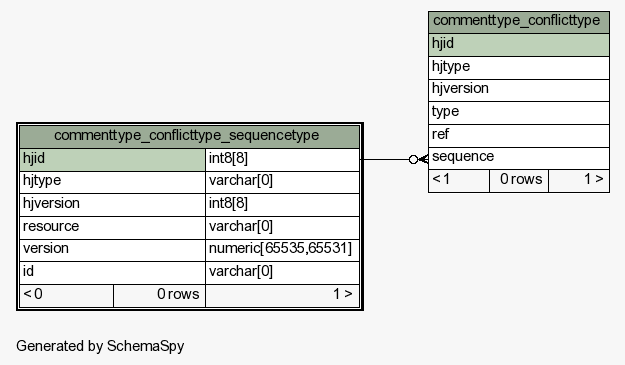 commenttype_conflicttype
hjid
hjtype
hjversion
type
ref
sequence
< 1 0 rows 1 >
commenttype_conflicttype_sequencetype
hjid int8[8]
hjtype varchar[0]
hjversion int8[8]
resource varchar[0]
version numeric[65535,65531]
id varchar[0]
< 0 0 rows 1 >
Generated by SchemaSpy